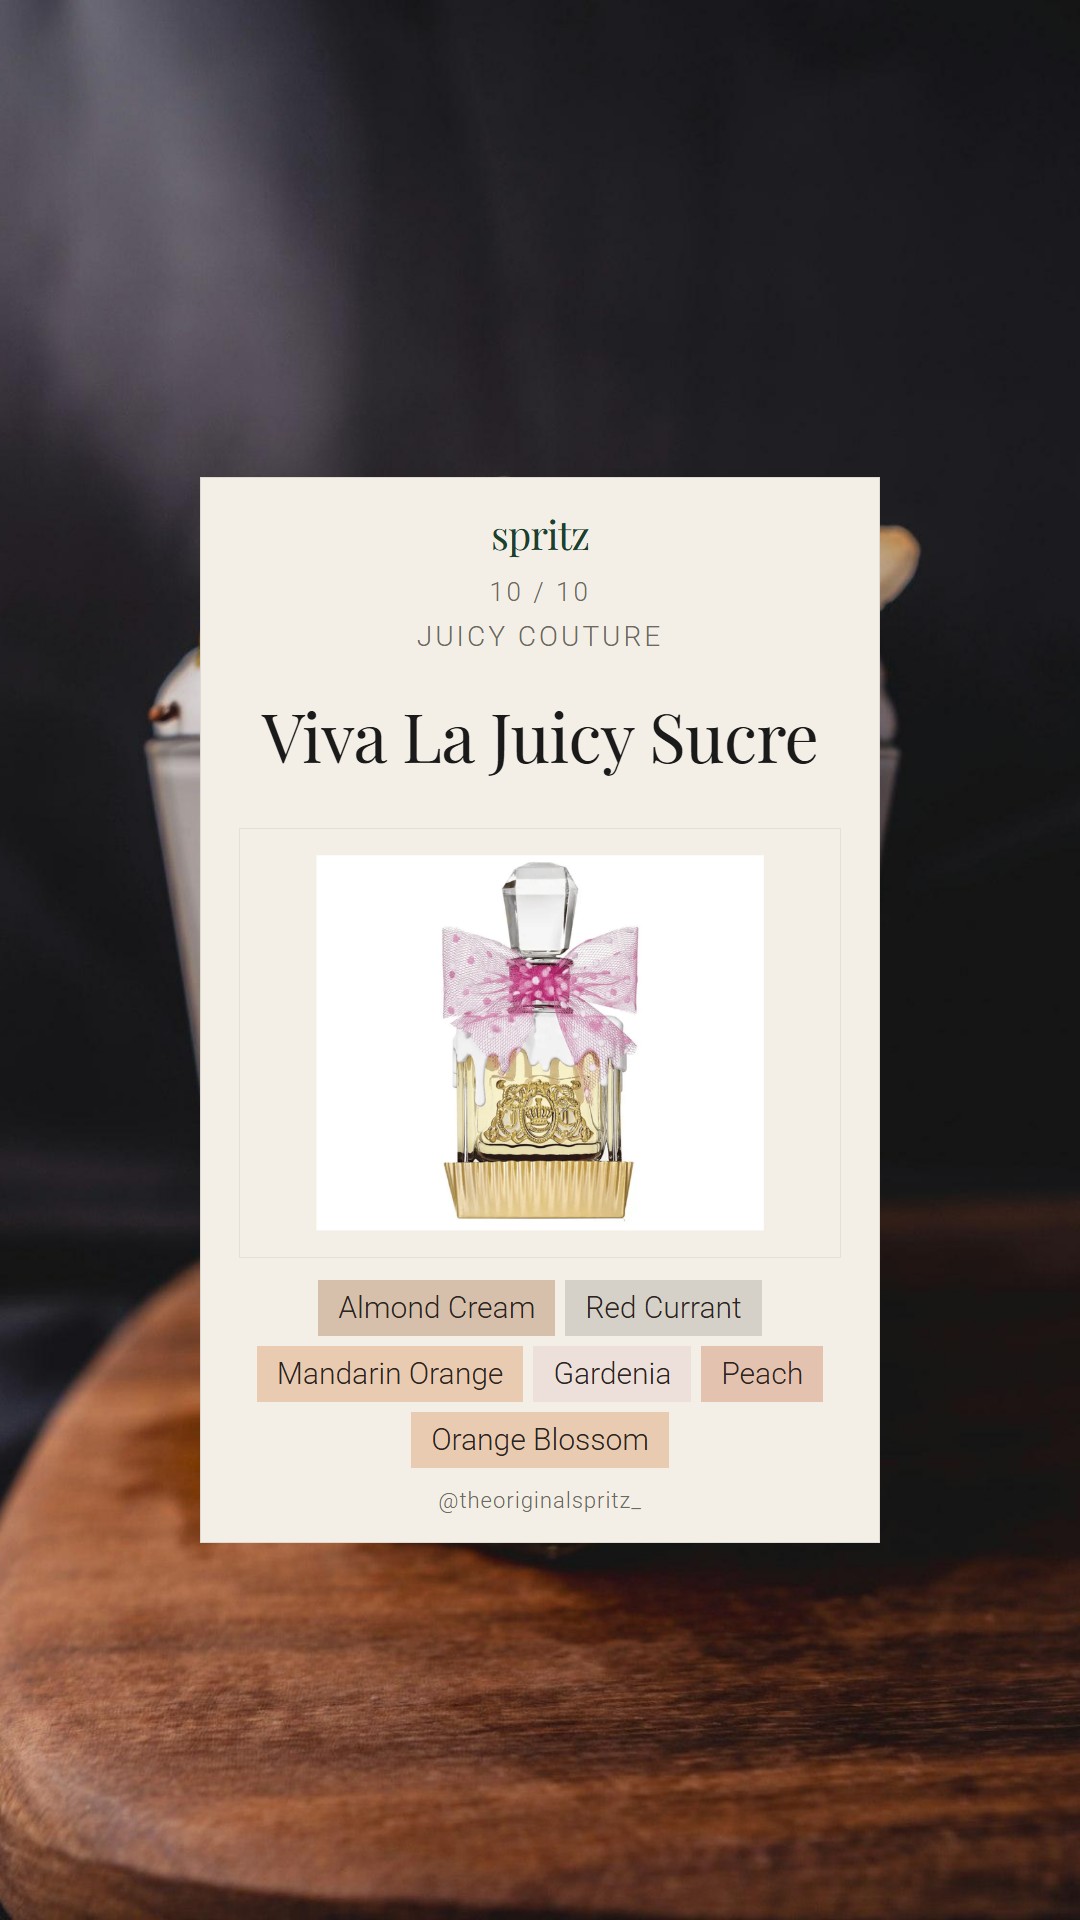 spritz
10 / 10
JUICY COUTURE
Viva La Juicy Sucre
Almond Cream Red Currant
Mandarin Orange Gardenia Peach
Orange Blossom
@theoriginalspritz_